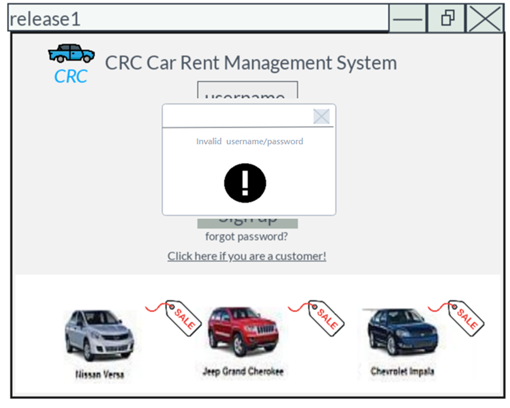 release1
CRC Car Rent Management System
CRC
username
Invalid username/password
Sign up
forgot password?
Click here if you are a customer!
SALE SALE SALE
Nissan Versa Jeep Grand Cherokee Chevrolet Impala